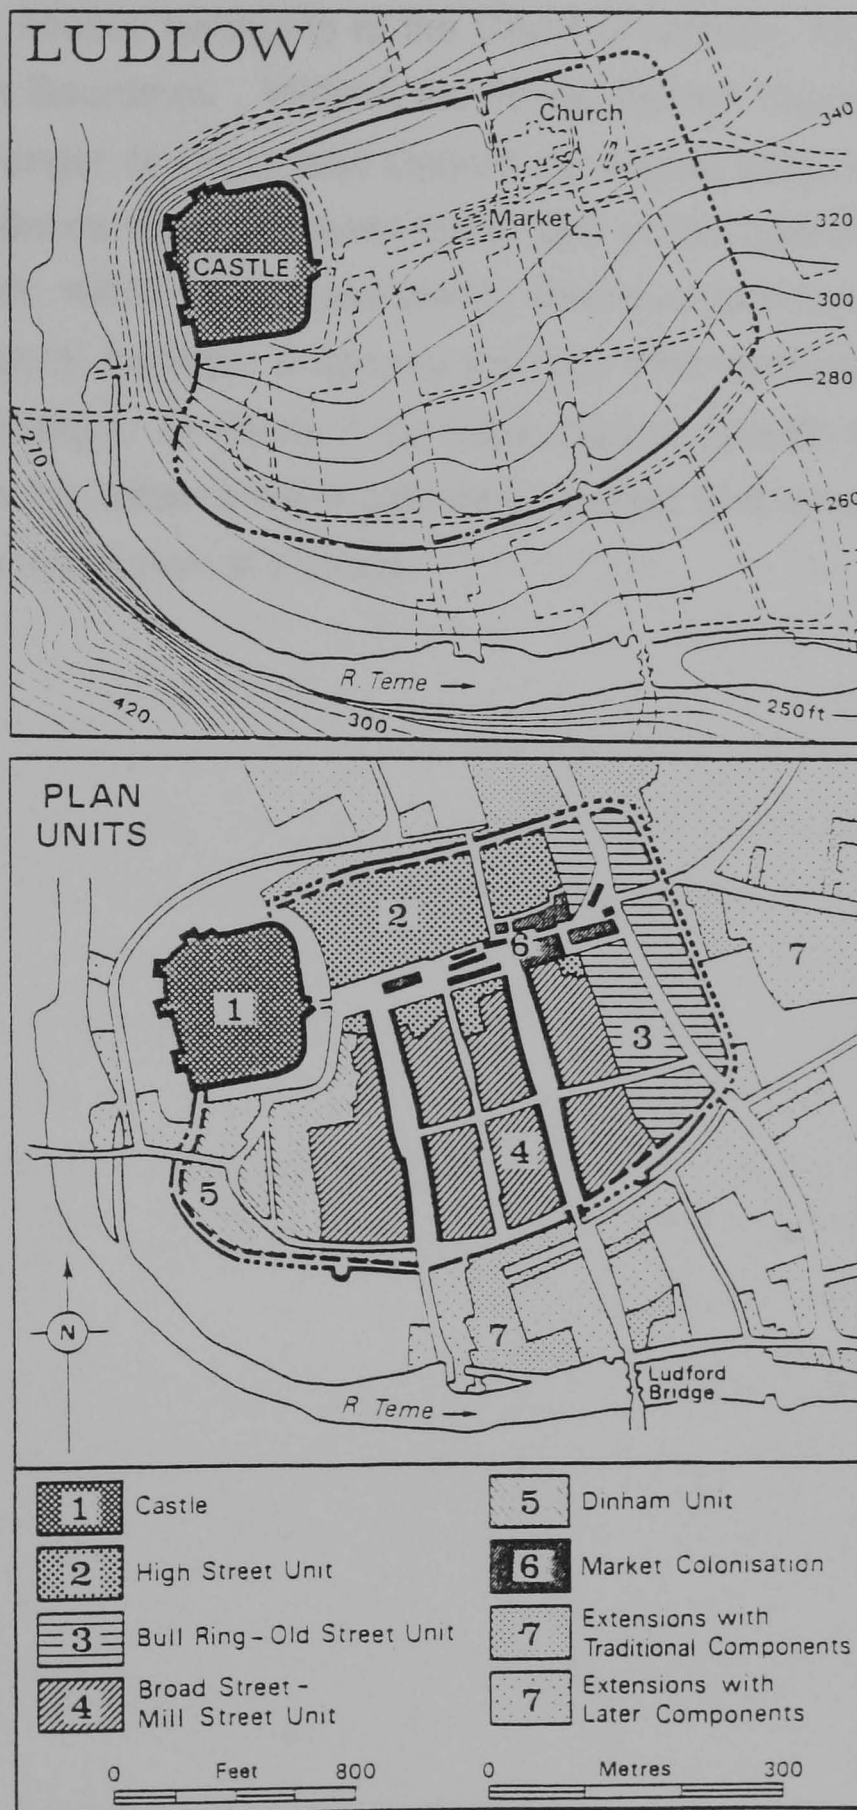 LUDLOW
Church
340
Market
320
CASTLE
300
280
210
260
R. Teme
250ft
420
300
PLAN
UNITS
2
6
7
1
3
4
5
7
N
Ludford
Bridge
R. Teme
1 Castle
2 High Street Unit
3 Bull Ring - Old Street Unit
4 Broad Street -
Mill Street Unit
5 Dinham Unit
6 Market Colonisation
7 Extensions with
Traditional Components
7 Extensions with
Later Components
0 Feet 800
0 Metres 300